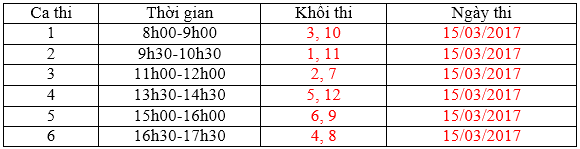 Ca thi Thời gian Khối thi Ngày thi
1 8h00-9h00 3, 10 15/03/2017
2 9h30-10h30 1, 11 15/03/2017
3 11h00-12h00 2, 7 15/03/2017
4 13h30-14h30 5, 12 15/03/2017
5 15h00-16h00 6, 9 15/03/2017
6 16h30-17h30 4, 8 15/03/2017